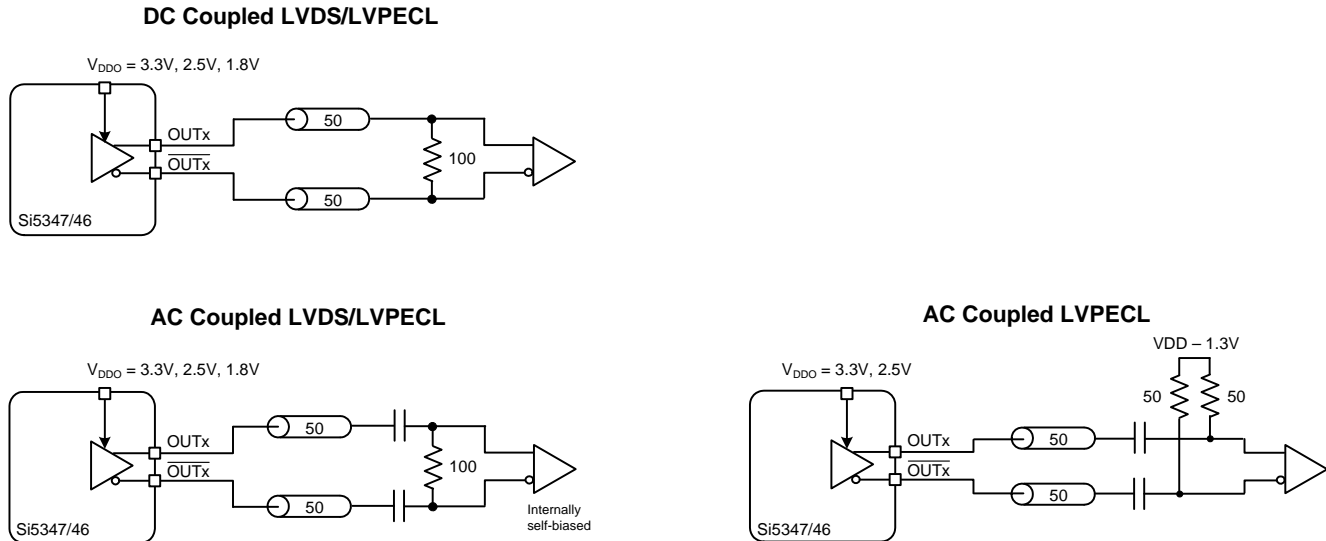 DC Coupled LVDS/LVPECL
VDDO = 3.3V, 2.5V, 1.8V
OUTx
OUTx
50
50
100
Si5347/46
AC Coupled LVDS/LVPECL
VDDO = 3.3V, 2.5V, 1.8V
OUTx
OUTx
50
50
100
Internally
self-biased
Si5347/46
AC Coupled LVPECL
VDD – 1.3V
VDDO = 3.3V, 2.5V
50
50
OUTx
OUTx
50
50
Si5347/46